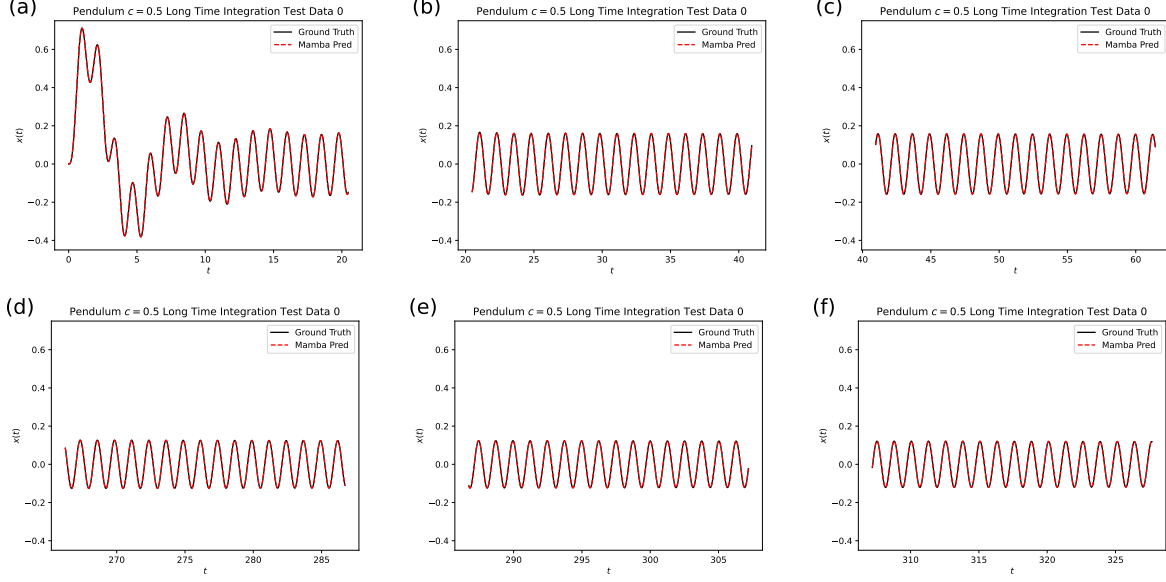 (a)
Pendulum c = 0.5 Long Time Integration Test Data 0
Ground Truth
Mamba Pred
x(t)
0.6
0.4
0.2
0.0
−0.2
−0.4
0 5 10 15 20
t
(b)
Pendulum c = 0.5 Long Time Integration Test Data 0
Ground Truth
Mamba Pred
x(t)
0.6
0.4
0.2
0.0
−0.2
−0.4
20 25 30 35 40
t
(c)
Pendulum c = 0.5 Long Time Integration Test Data 0
Ground Truth
Mamba Pred
x(t)
0.6
0.4
0.2
0.0
−0.2
−0.4
40 45 50 55 60
t
(d)
Pendulum c = 0.5 Long Time Integration Test Data 0
Ground Truth
Mamba Pred
x(t)
0.6
0.4
0.2
0.0
−0.2
−0.4
270 275 280 285
t
(e)
Pendulum c = 0.5 Long Time Integration Test Data 0
Ground Truth
Mamba Pred
x(t)
0.6
0.4
0.2
0.0
−0.2
−0.4
290 295 300 305
t
(f)
Pendulum c = 0.5 Long Time Integration Test Data 0
Ground Truth
Mamba Pred
x(t)
0.6
0.4
0.2
0.0
−0.2
−0.4
310 315 320 325
t